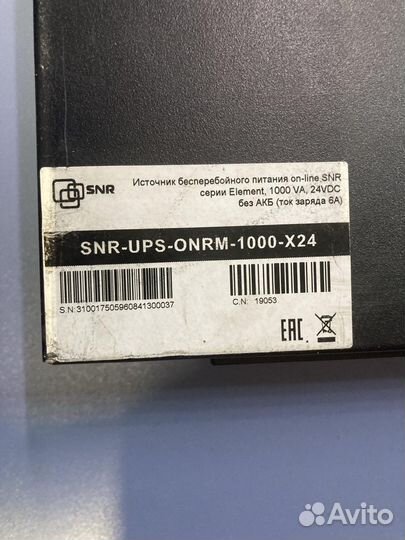 SNR
Источник бесперебойного питания on-line SNR
серии Element, 1000 VA, 24VDC
без АКБ (ток заряда 6А)
SNR-UPS-ONRM-1000-X24
S.N:310017505960841300037
C.N: 19053
EAC
Avito